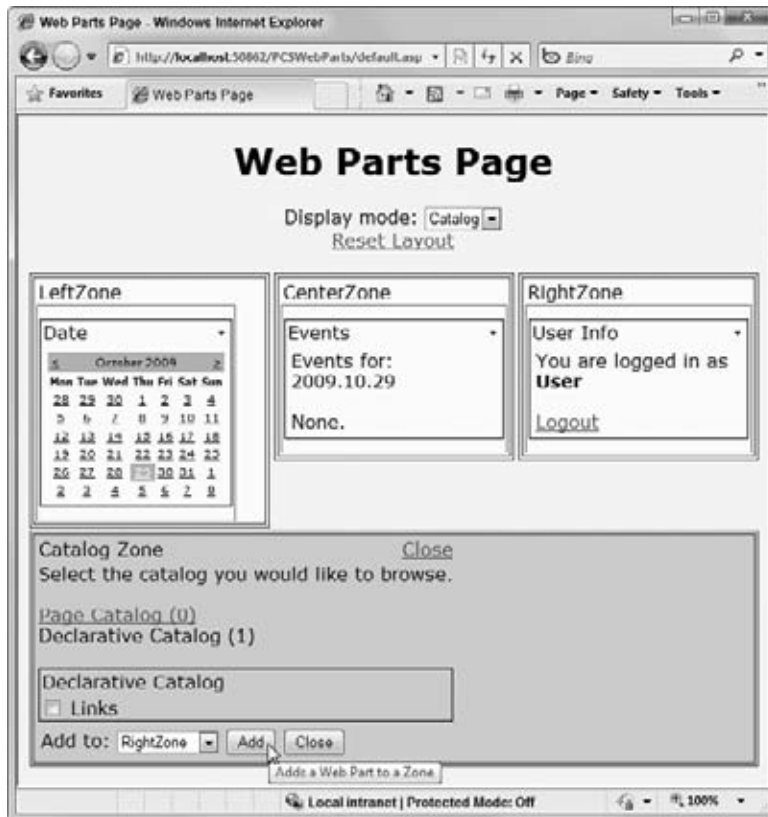 Web Parts Page - Windows Internet Explorer
http://localhost:50862/PCSWebParts/default.asp
Bing
Favorites
Web Parts Page
Page
Safety
Tools
Web Parts Page
Display mode: Catalog
Reset Layout
LeftZone
Date
< October 2009 >
Mon Tue Wed Thu Fri Sat Sun
28 29 30 1 2 3 4
5 6 7 8 9 10 11
12 13 14 15 16 17 18
19 20 21 22 23 24 25
26 27 28 29 30 31 1
2 3 4 5 6 7 8
CenterZone
Events
Events for:
2009.10.29
None.
RightZone
User Info
You are logged in as
User
Logout
Catalog Zone
Close
Select the catalog you would like to browse.
Page Catalog (0)
Declarative Catalog (1)
Declarative Catalog
Links
Add to: RightZone Add Close
Adds a Web Part to a Zone
Local intranet | Protected Mode: Off
100%